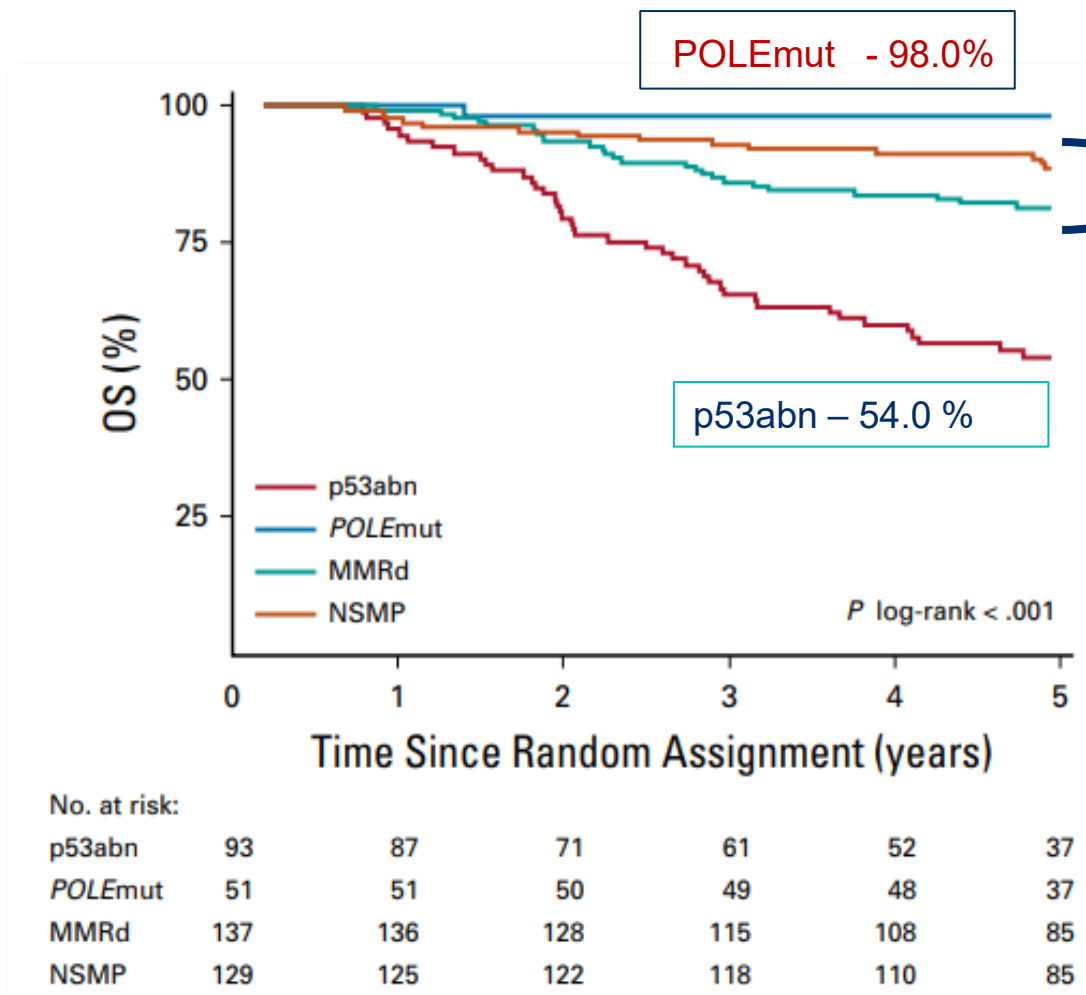 POLEmut - 98.0%
100
75
50
25
OS (%)
p53abn – 54.0 %
p53abn
POLEmut
MMRd
NSMP
P log-rank < .001
0 1 2 3 4 5
Time Since Random Assignment (years)
No. at risk:
p53abn 93 87 71 61 52 37
POLEmut 51 51 50 49 48 37
MMRd 137 136 128 115 108 85
NSMP 129 125 122 118 110 85